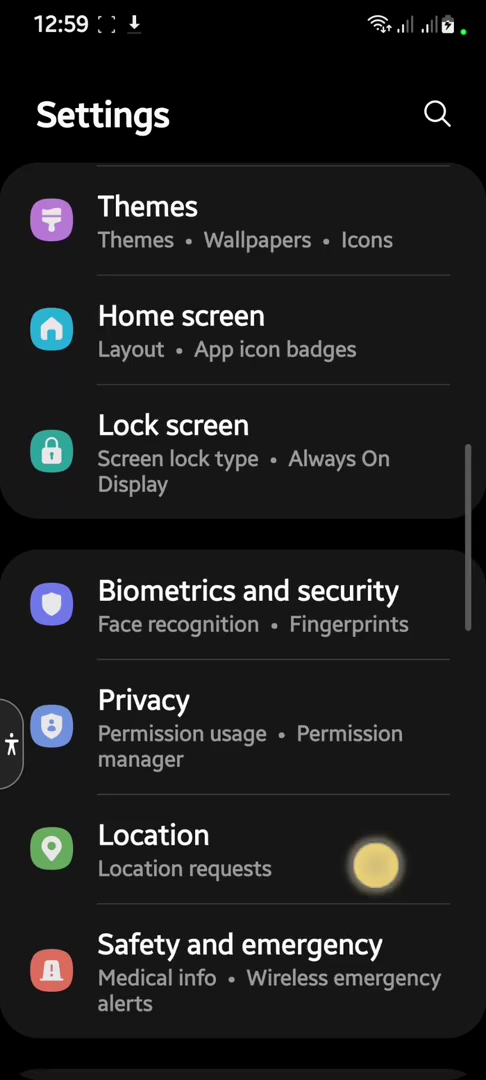 12:59
Settings
Themes
Themes • Wallpapers • Icons
Home screen
Layout • App icon badges
Lock screen
Screen lock type • Always On
Display
Biometrics and security
Face recognition • Fingerprints
Privacy
Permission usage • Permission
manager
Location
Location requests
Safety and emergency
Medical info • Wireless emergency
alerts